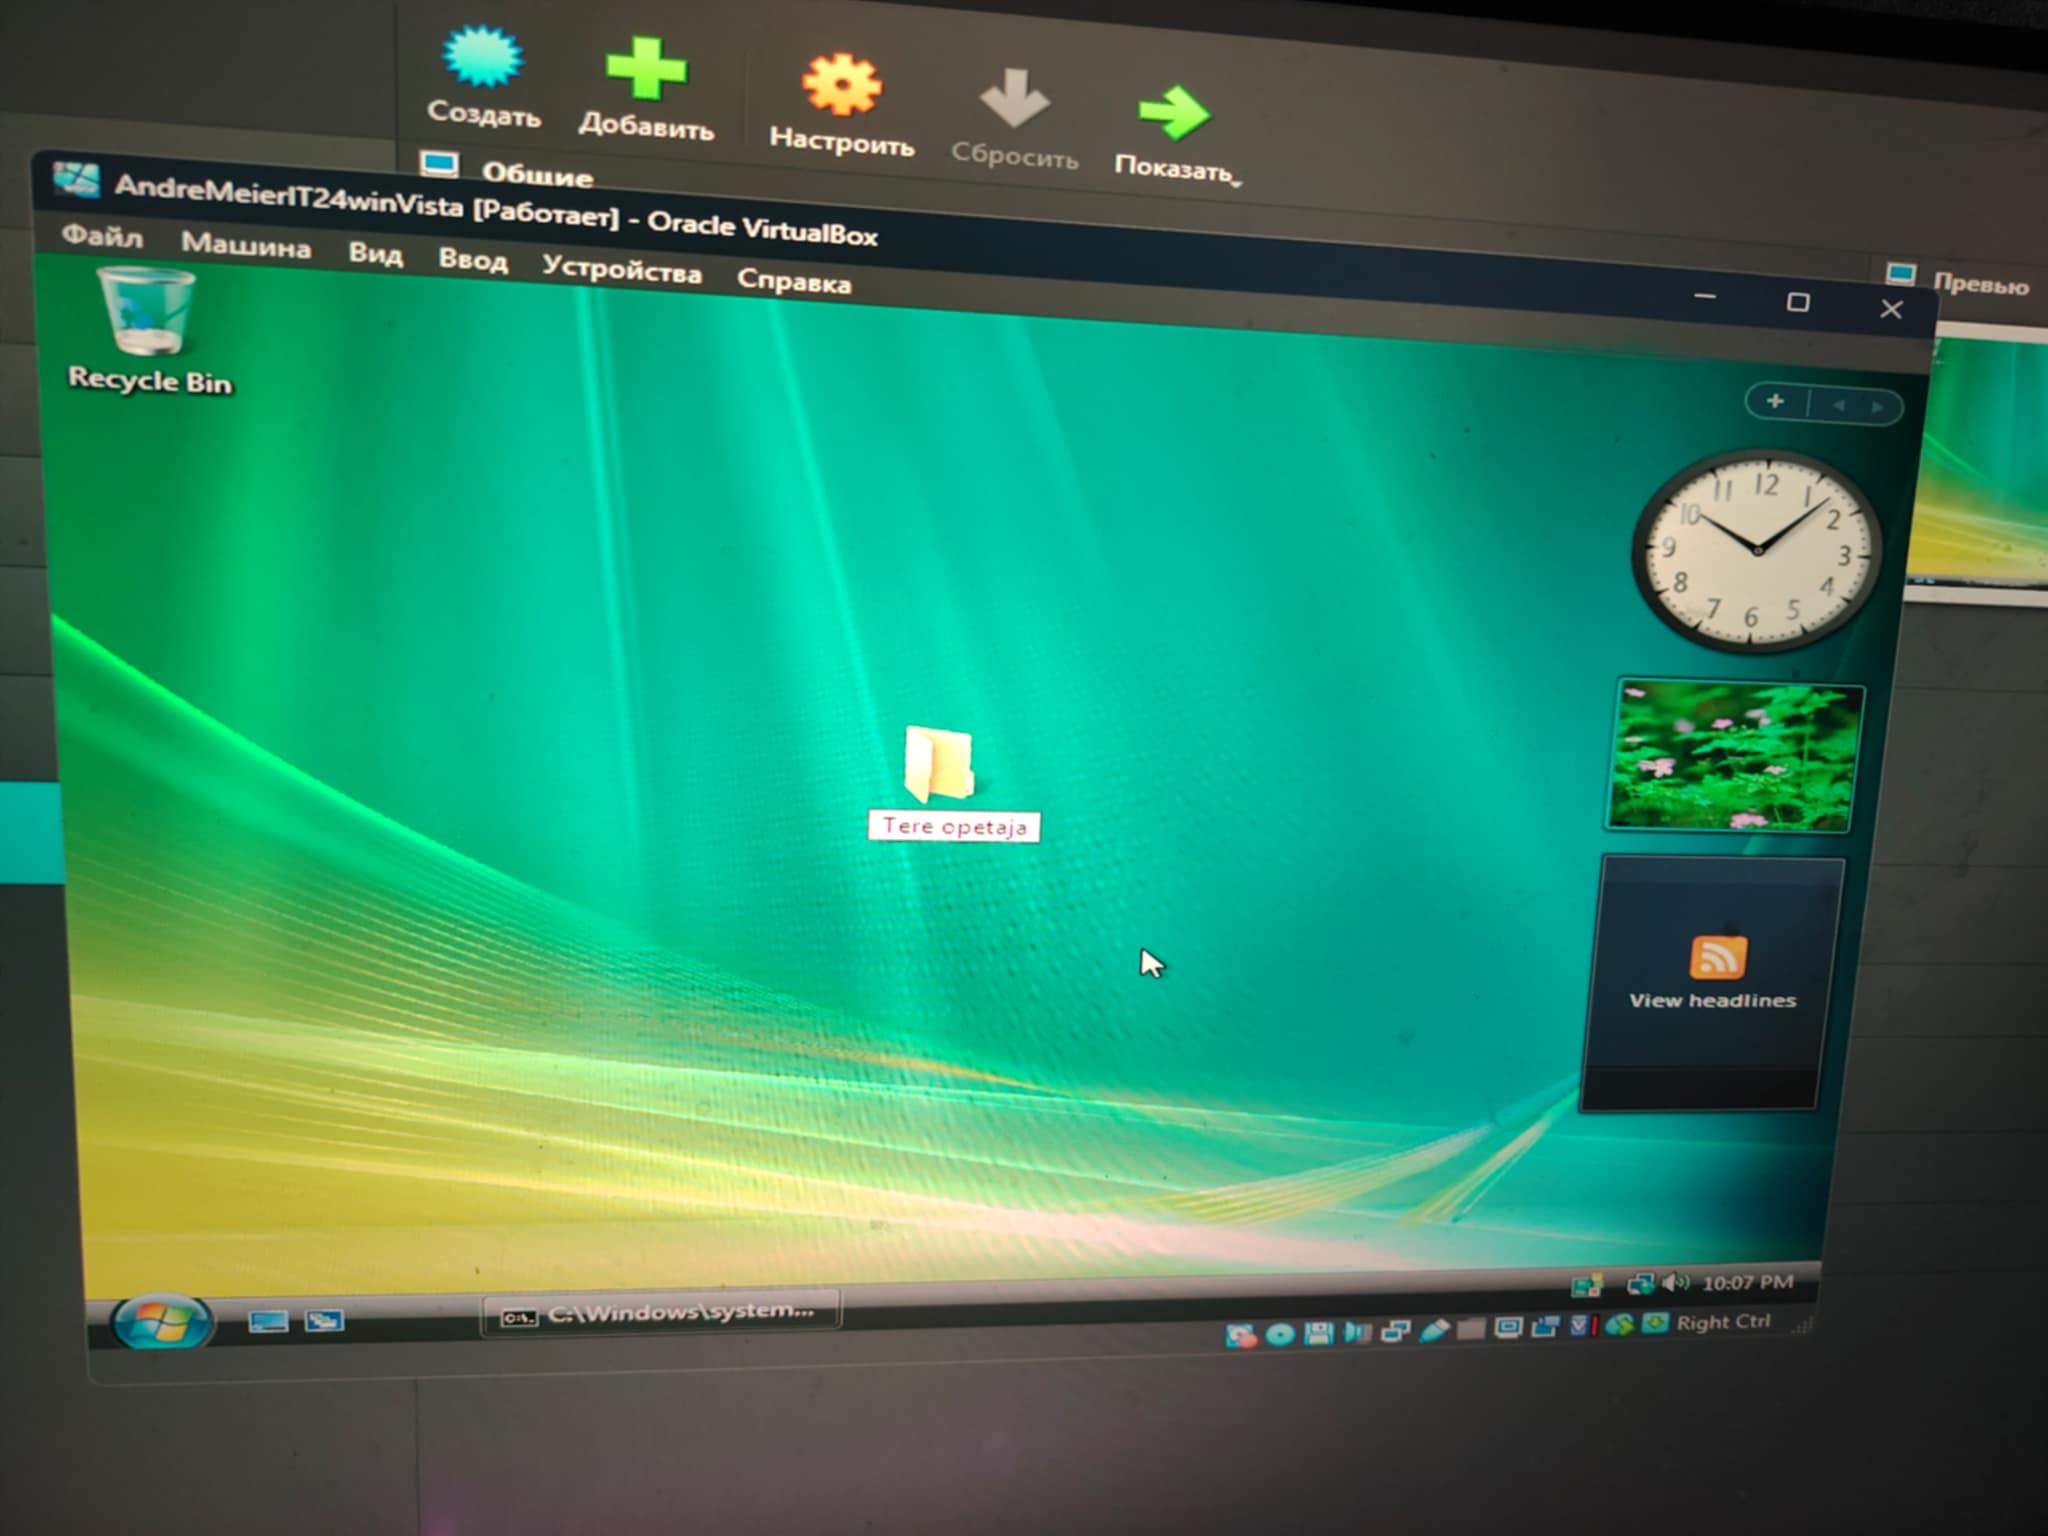 Создать
Добавить
Настроить
Сбросить
Показать
Общие
AndreMeierIT24winVista [Работает] - Oracle VirtualBox
Файл Машина Вид Ввод Устройства Справка
Превью
Recycle Bin
12
1
2
3
4
5
6
7
8
9
10
11
Tere opetaja
View headlines
C:\Windows\system...
10:07 PM
Right Ctrl